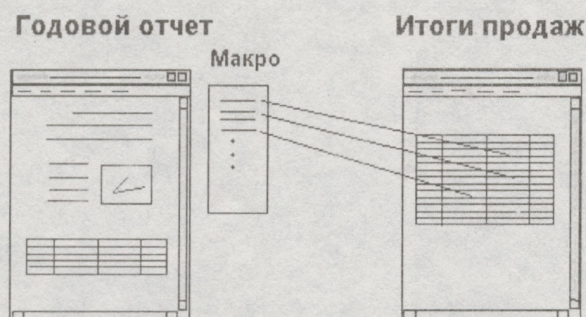 Годовой отчет
Итоги продаж
Макро